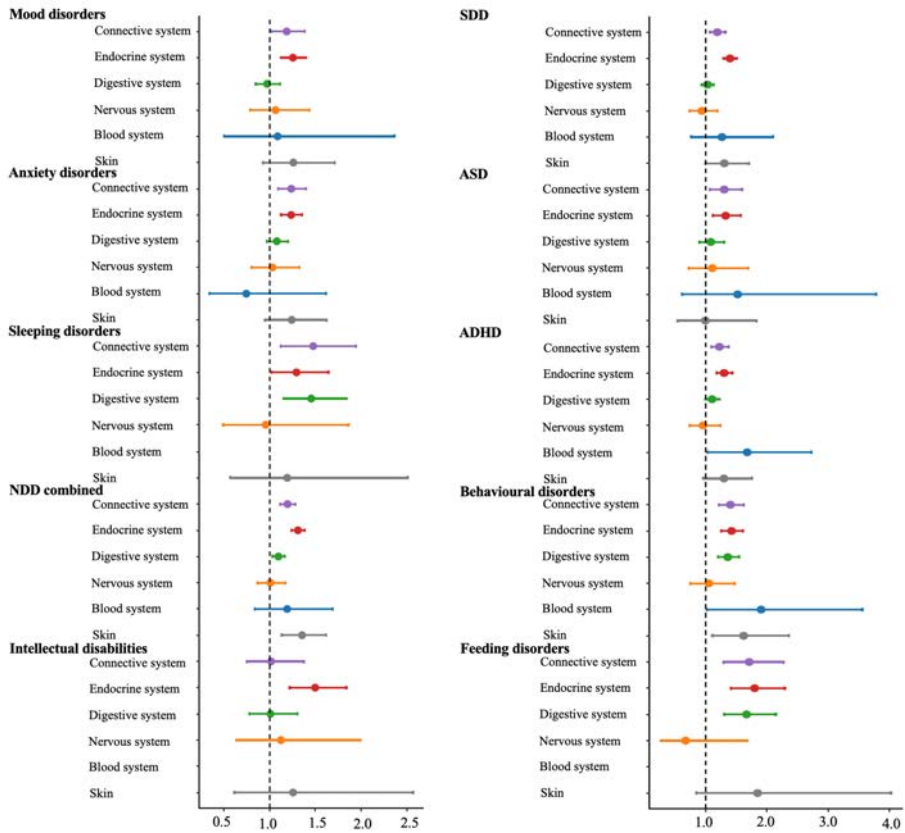 Mood disorders
Connective system
Endocrine system
Digestive system
Nervous system
Blood system
Skin
Anxiety disorders
Connective system
Endocrine system
Digestive system
Nervous system
Blood system
Skin
Sleeping disorders
Connective system
Endocrine system
Digestive system
Nervous system
Blood system
Skin
NDD combined
Connective system
Endocrine system
Digestive system
Nervous system
Blood system
Skin
Intellectual disabilities
Connective system
Endocrine system
Digestive system
Nervous system
Blood system
Skin
0.5 1.0 1.5 2.0 2.5
SDD
Connective system
Endocrine system
Digestive system
Nervous system
Blood system
Skin
ASD
Connective system
Endocrine system
Digestive system
Nervous system
Blood system
Skin
ADHD
Connective system
Endocrine system
Digestive system
Nervous system
Blood system
Skin
Behavioural disorders
Connective system
Endocrine system
Digestive system
Nervous system
Blood system
Skin
Feeding disorders
Connective system
Endocrine system
Digestive system
Nervous system
Blood system
Skin
1.0 2.0 3.0 4.0